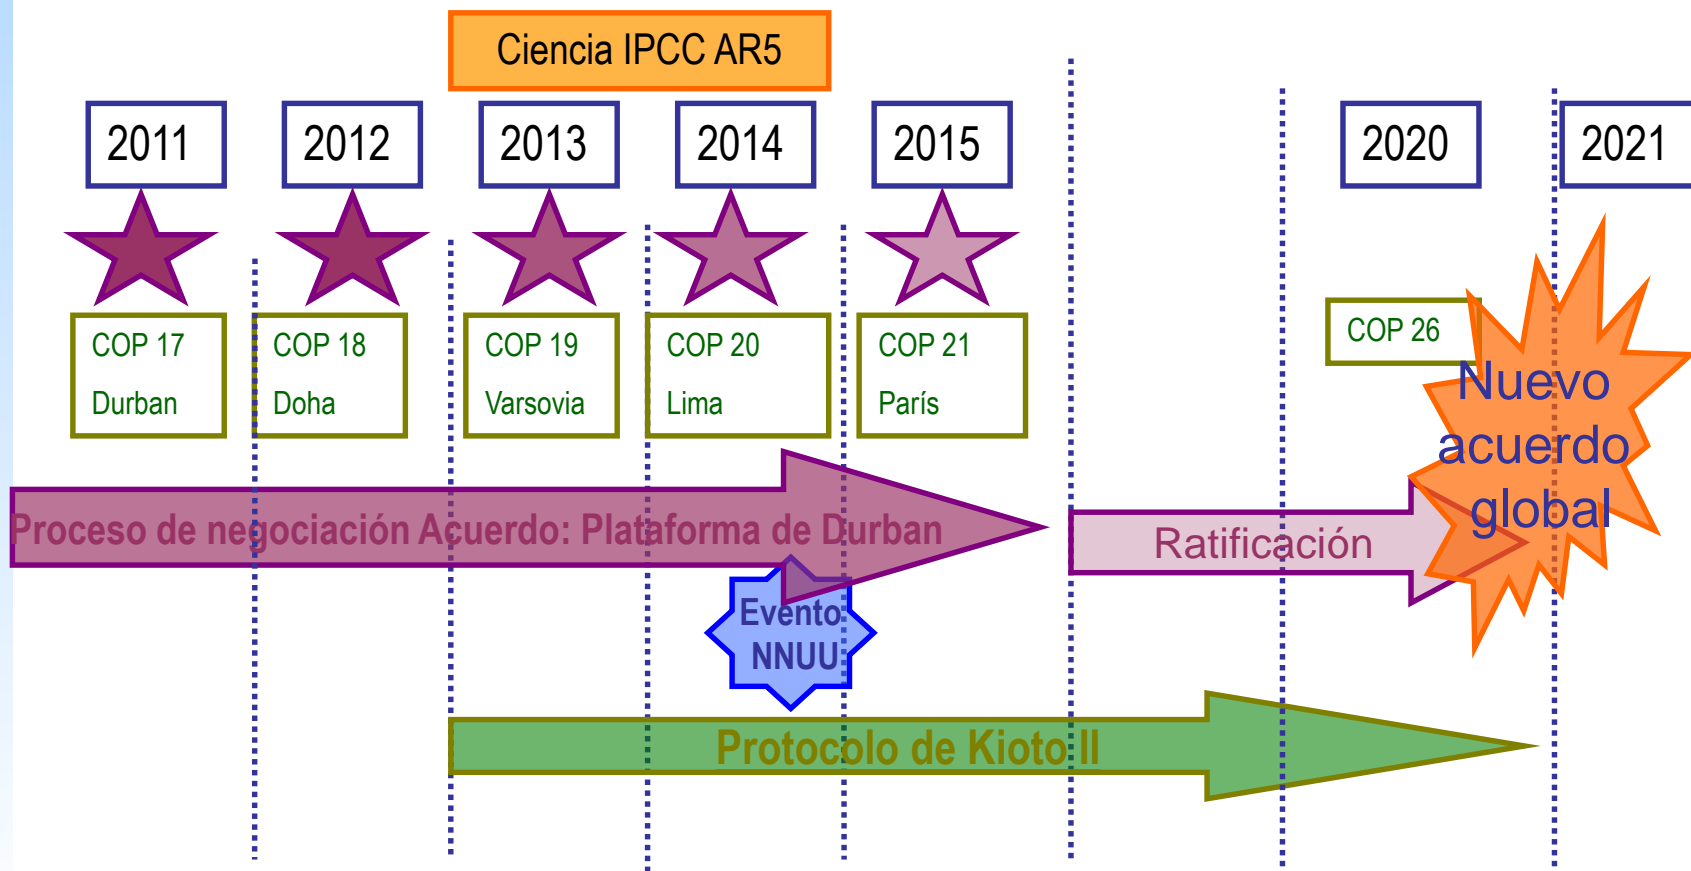 Ciencia IPCC AR5
2011
2012
2013
2014
2015
2020
2021
COP 17
Durban
COP 18
Doha
COP 19
Varsovia
COP 20
Lima
COP 21
París
COP 26
Nuevo
acuerdo
global
Proceso de negociación Acuerdo: Plataforma de Durban
Ratificación
Evento
NNUU
Protocolo de Kioto II